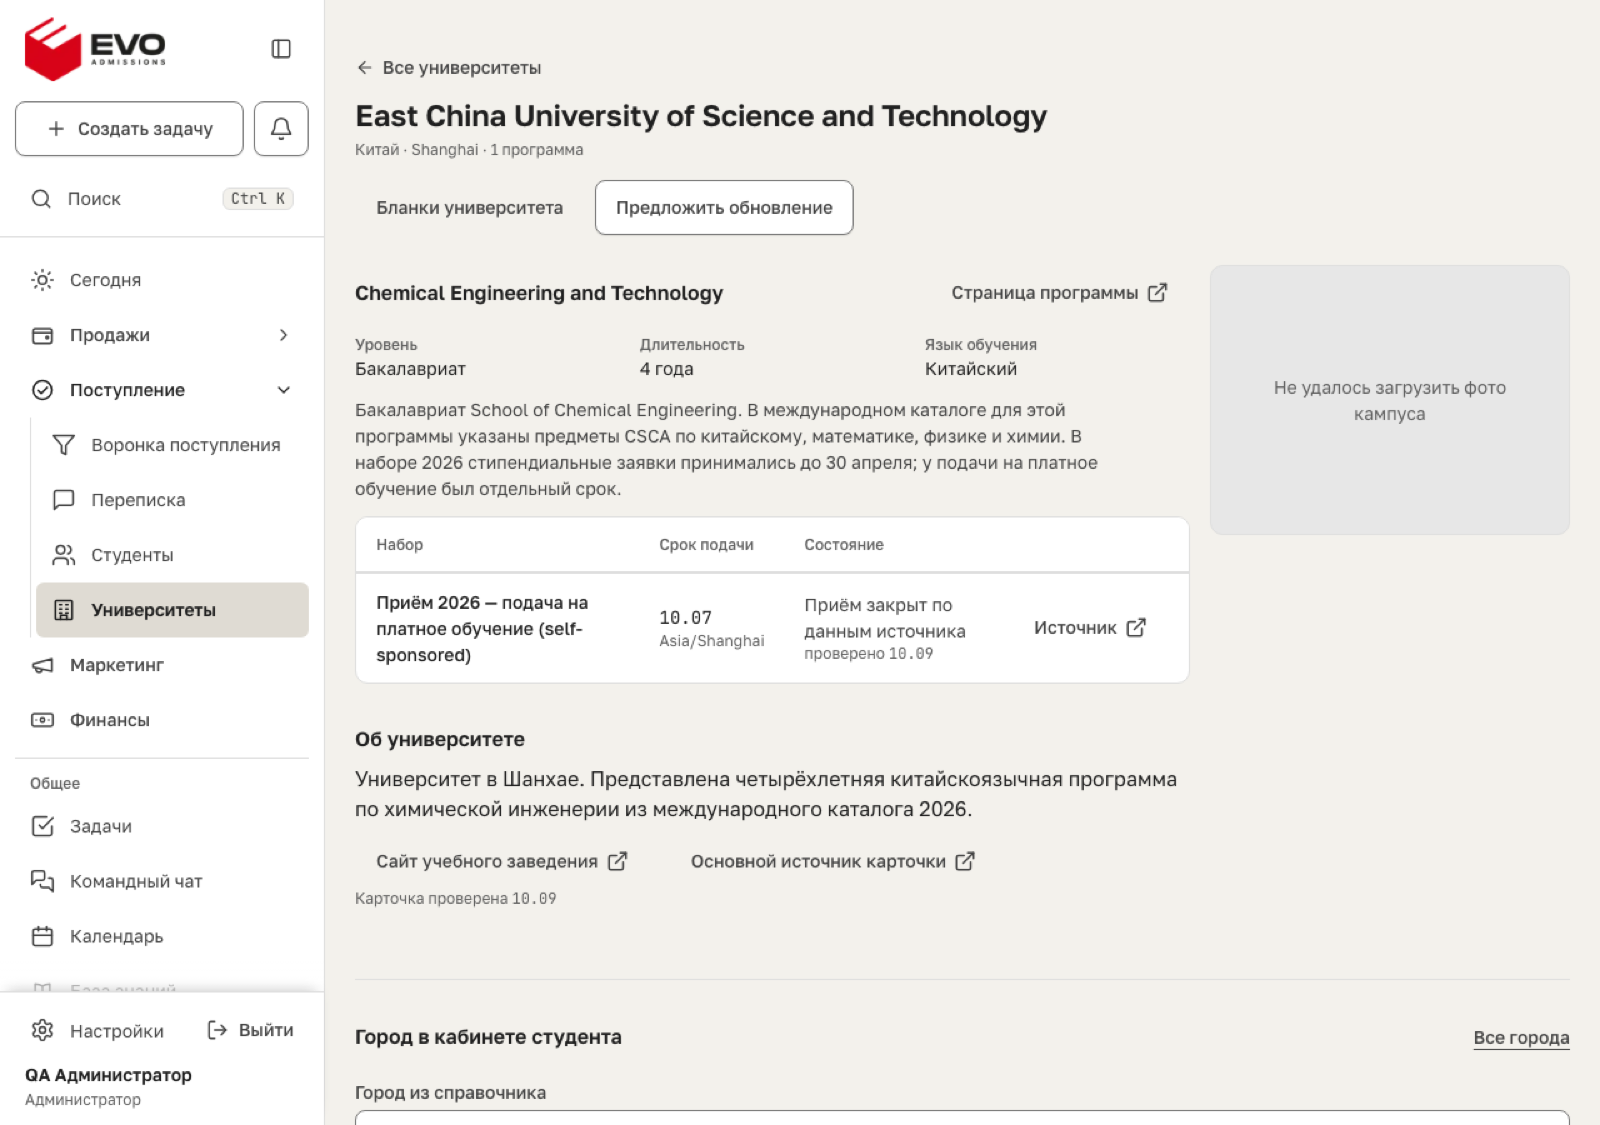 EVO
ADMISSIONS
Создать задачу
Поиск
Ctrl K
Сегодня
Продажи
Поступление
Воронка поступления
Переписка
Студенты
Университеты
Маркетинг
Финансы
Общее
Задачи
Командный чат
Календарь
База знаний
Настройки
Выйти
QA Администратор
Администратор
Все университеты
East China University of Science and Technology
Китай · Shanghai · 1 программа
Бланки университета
Предложить обновление
Chemical Engineering and Technology
Страница программы
Уровень
Длительность
Язык обучения
Бакалавриат
4 года
Китайский
Бакалавриат School of Chemical Engineering. В международном каталоге для этой
программы указаны предметы CSCA по китайскому, математике, физике и химии. В
наборе 2026 стипендиальные заявки принимались до 30 апреля; у подачи на платное
обучение был отдельный срок.
Набор
Срок подачи
Состояние
Приём 2026 — подача на
платное обучение (self-
sponsored)
10.07
Asia/Shanghai
Приём закрыт по
данным источника
проверено 10.09
Источник
Не удалось загрузить фото
кампуса
Об университете
Университет в Шанхае. Представлена четырёхлетняя китайскоязычная программа
по химической инженерии из международного каталога 2026.
Сайт учебного заведения
Основной источник карточки
Карточка проверена 10.09
Город в кабинете студента
Все города
Город из справочника